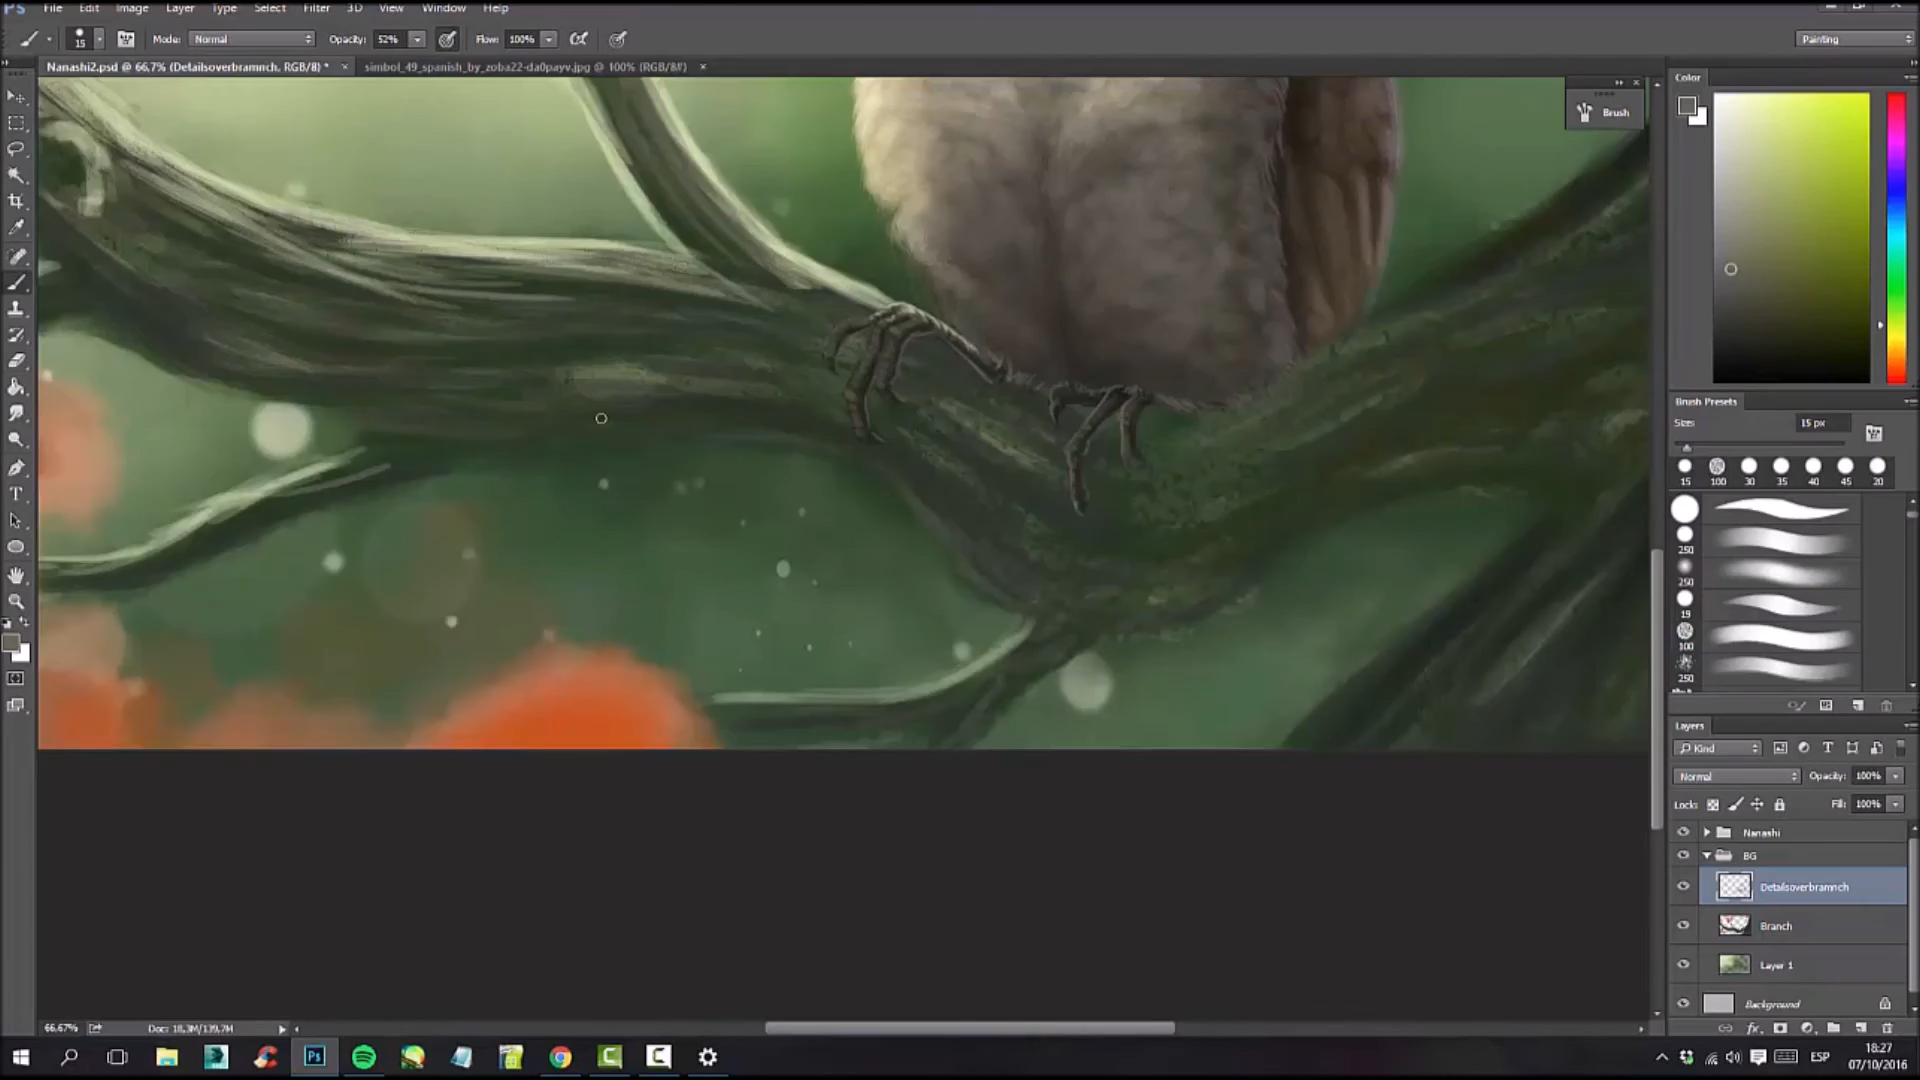 Ps File Edit Image Layer Type Select Filter 3D View Window Help
15 Mode: Normal Opacity: 52% Flow: 100% Painting
Nanashi2.psd @ 66,7% (Detailsoverbramnch, RGB/8) * × simbol_49_spanish_by_zoba22-da0payv.jpg @ 100% (RGB/8#) ×
Color
Brush
Brush Presets
Size: 15 px
15 100 30 35 40 45 20
250
250
19
100
250
Layers
Kind
Normal Opacity: 100%
Lock: Fill: 100%
Nanashi
BG
Detailsoverbramnch
Branch
Layer 1
Background
66.67% Doc: 18,3M/139,7M
Ps ESP 18:27
07/10/2016